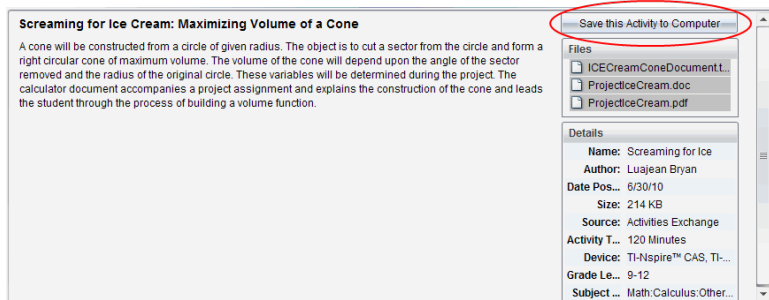 Screaming for Ice Cream: Maximizing Volume of a Cone
A cone will be constructed from a circle of given radius. The object is to cut a sector from the circle and form a
right circular cone of maximum volume. The volume of the cone will depend upon the angle of the sector
removed and the radius of the original circle. These variables will be determined during the project. The
calculator document accompanies a project assignment and explains the construction of the cone and leads
the student through the process of building a volume function.
Save this Activity to Computer
Files
ICECreamConeDocument.t...
ProjectIceCream.doc
ProjectIceCream.pdf
Details
Name: Screaming for Ice
Author: Luajean Bryan
Date Pos... 6/30/10
Size: 214 KB
Source: Activities Exchange
Activity T... 120 Minutes
Device: TI-Nspire™ CAS, TI-...
Grade Le... 9-12
Subject ... Math:Calculus:Other...